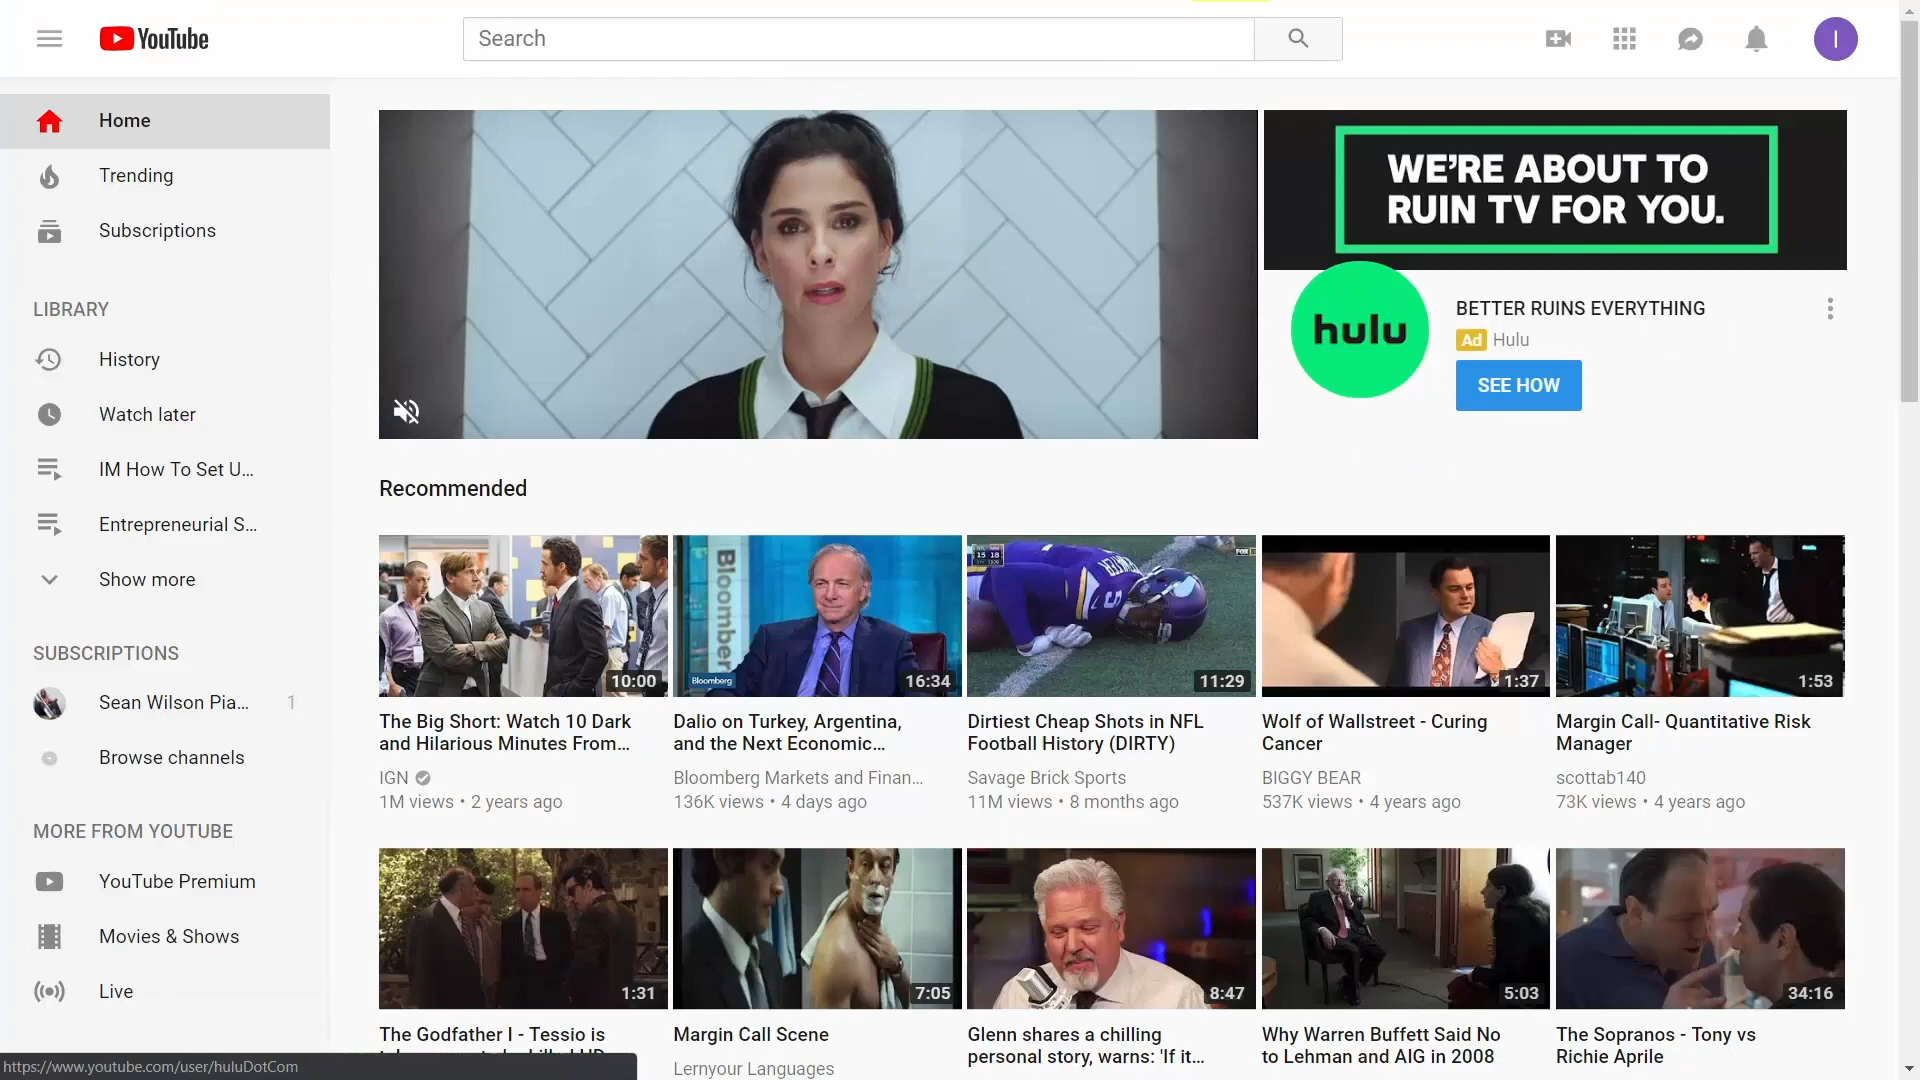 YouTube
Search
I
Home
Trending
Subscriptions
LIBRARY
History
Watch later
IM How To Set U...
Entrepreneurial S...
Show more
SUBSCRIPTIONS
Sean Wilson Pia... 1
Browse channels
MORE FROM YOUTUBE
YouTube Premium
Movies & Shows
Live
https://www.youtube.com/user/huluDotCom
WE'RE ABOUT TO
RUIN TV FOR YOU.
hulu
BETTER RUINS EVERYTHING
Ad Hulu
SEE HOW
Recommended
10:00
The Big Short: Watch 10 Dark
and Hilarious Minutes From...
IGN
1M views • 2 years ago
Bloomberg
Bloomberg
16:34
Dalio on Turkey, Argentina,
and the Next Economic...
Bloomberg Markets and Finan...
136K views • 4 days ago
15 18
FOX
5
11:29
Dirtiest Cheap Shots in NFL
Football History (DIRTY)
Savage Brick Sports
11M views • 8 months ago
1:37
Wolf of Wallstreet - Curing
Cancer
BIGGY BEAR
537K views • 4 years ago
1:53
Margin Call- Quantitative Risk
Manager
scottab140
73K views • 4 years ago
1:31
The Godfather I - Tessio is
7:05
Margin Call Scene
Lernyour Languages
8:47
Glenn shares a chilling
personal story, warns: 'If it...
5:03
Why Warren Buffett Said No
to Lehman and AIG in 2008
34:16
The Sopranos - Tony vs
Richie Aprile